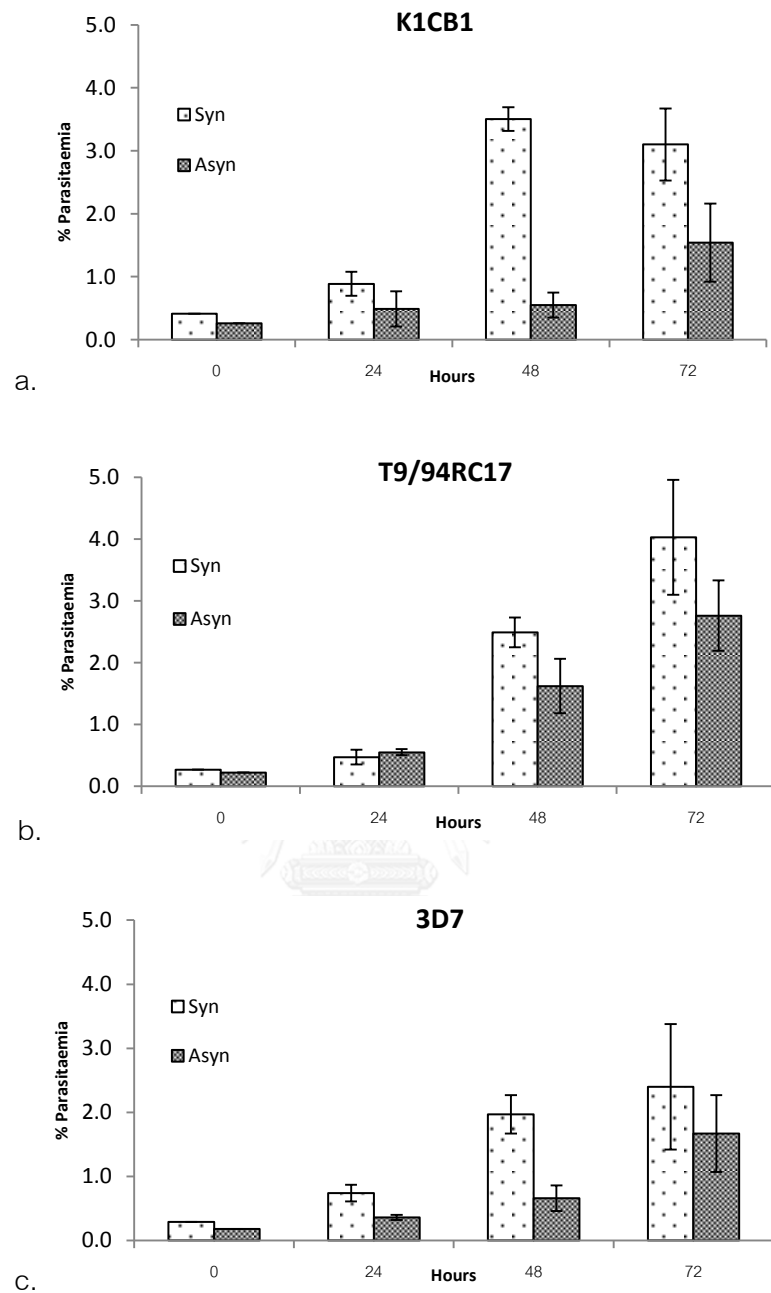 K1CB1
5.0
4.0
3.0
2.0
1.0
0.0
% Parasitaemia
Syn
Asyn
0 24 48 72
Hours
a.
T9/94RC17
5.0
4.0
3.0
2.0
1.0
0.0
% Parasitaemia
Syn
Asyn
0 24 48 72
Hours
b.
3D7
5.0
4.0
3.0
2.0
1.0
0.0
% Parasitaemia
Syn
Asyn
0 24 48 72
Hours
c.